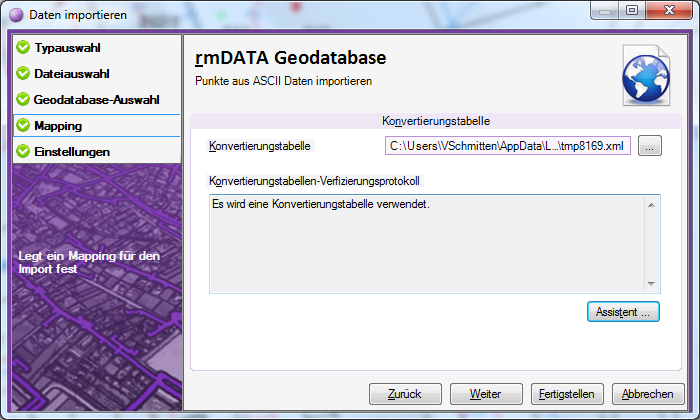 Daten importieren
Typauswahl
Dateiauswahl
Geodatabase-Auswahl
Mapping
Einstellungen
Legt ein Mapping für den
Import fest
rmDATA Geodatabase
Punkte aus ASCII Daten importieren
Konvertierungstabelle
Konvertierungstabelle C:\Users\VSchmitten\AppData\L...\tmp8169.xml ...
Konvertierungstabellen-Verfizierungsprotokoll
Es wird eine Konvertierungstabelle verwendet.
Assistent ...
Zurück Weiter Fertigstellen Abbrechen